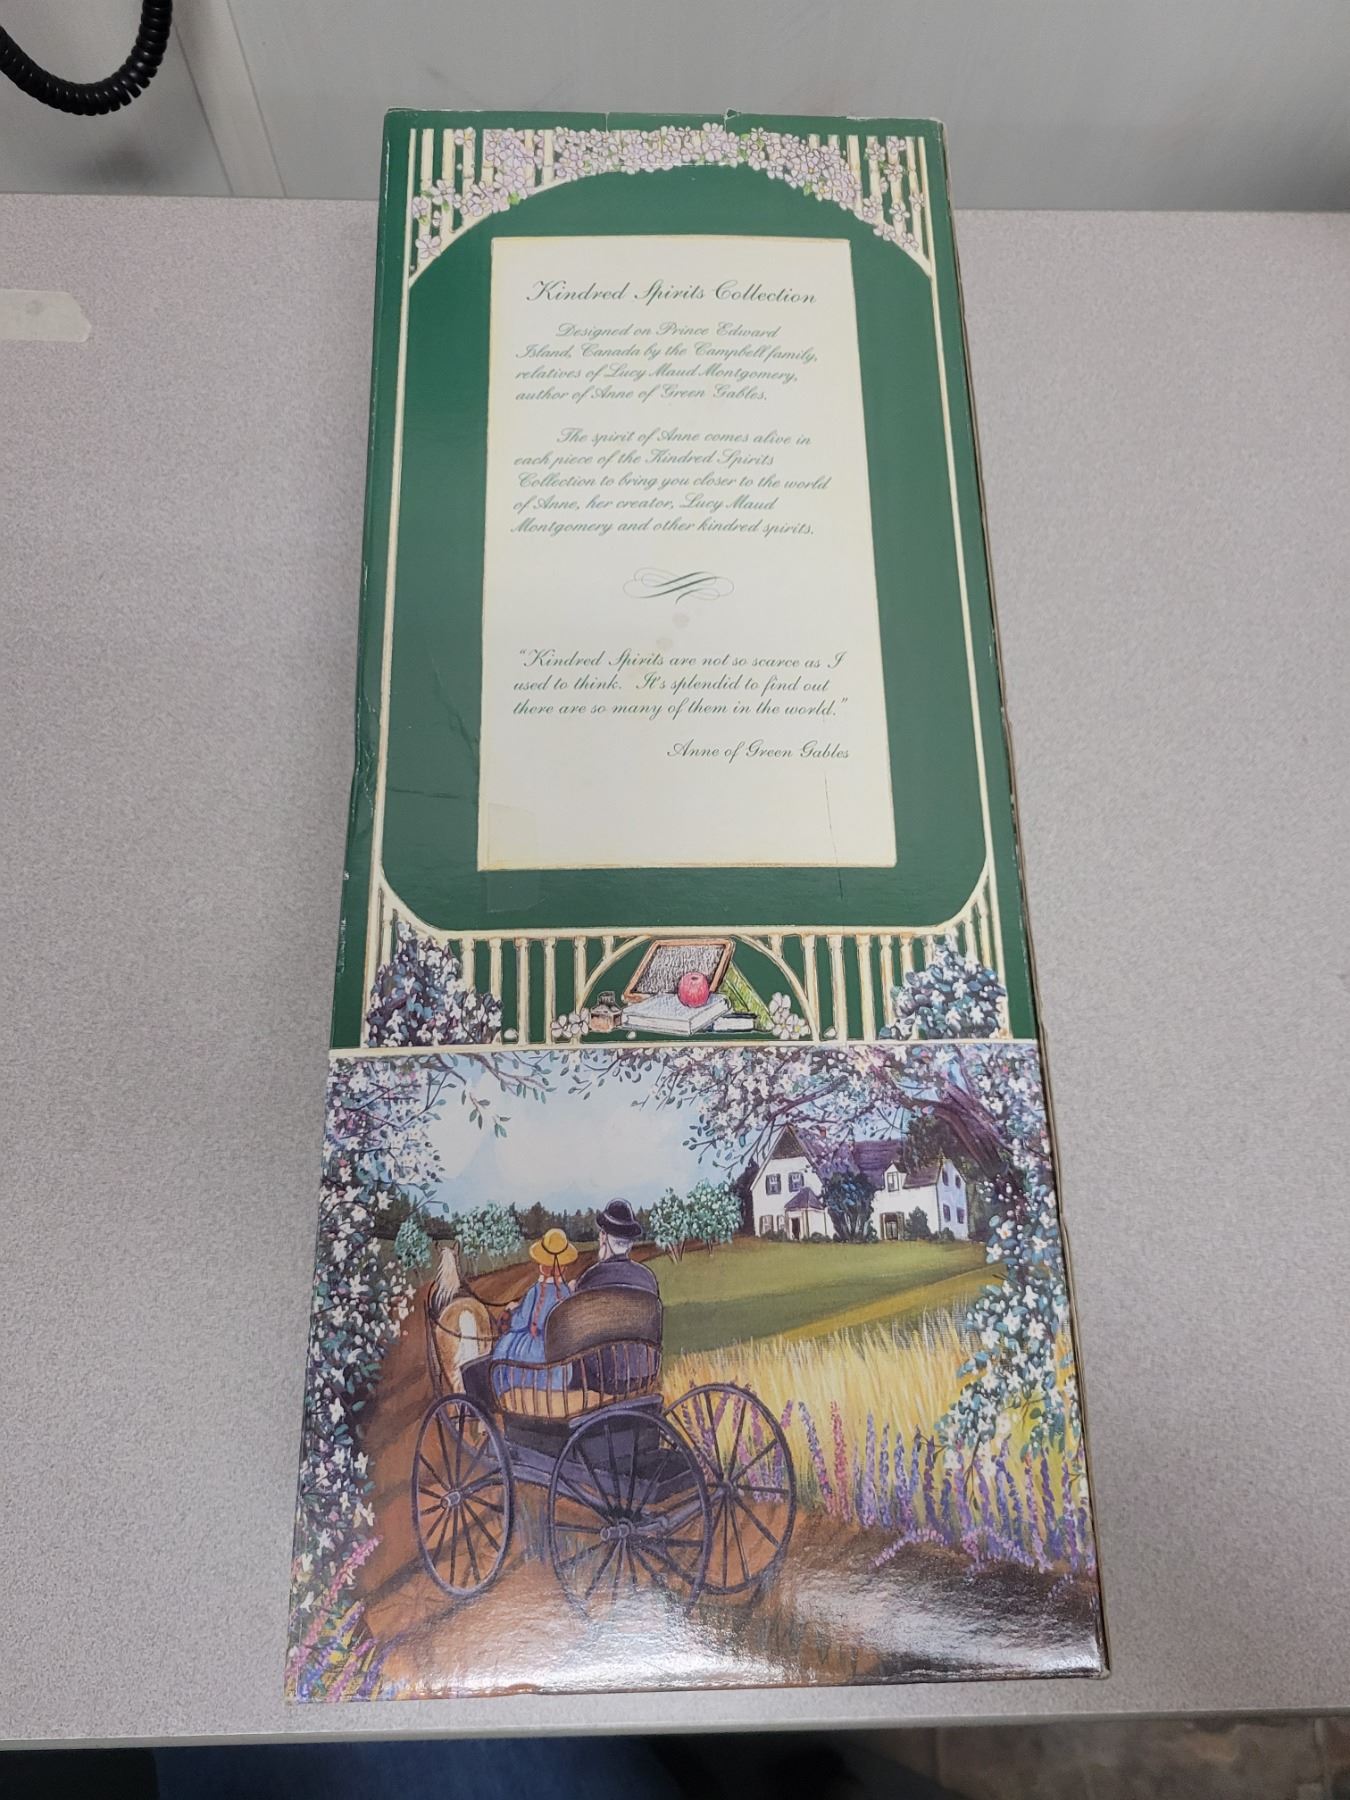 Kindred Spirits Collection
Designed on Prince Edward
Island, Canada by the Campbell family,
relatives of Lucy Maud Montgomery,
author of Anne of Green Gables.
The spirit of Anne comes alive in
each piece of the Kindred Spirits
Collection to bring you closer to the world
of Anne, her creator, Lucy Maud
Montgomery and other kindred spirits.
"Kindred Spirits are not so scarce as I
used to think. It's splendid to find out
there are so many of them in the world."
Anne of Green Gables